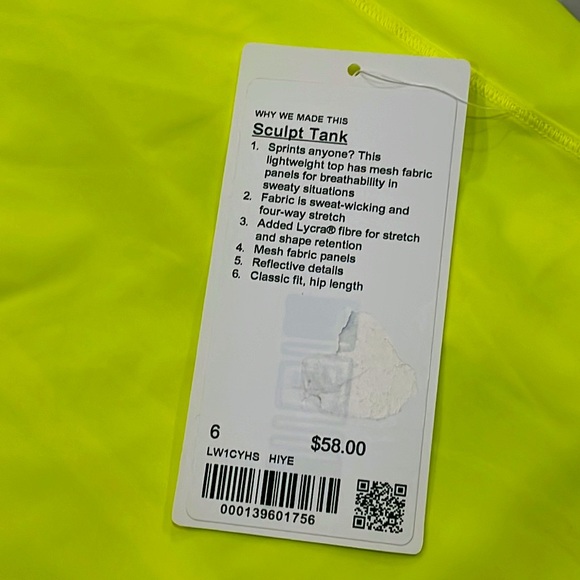 WHY WE MADE THIS
Sculpt Tank
1. Sprints anyone? This
lightweight top has mesh fabric
panels for breathability in
sweaty situations
2. Fabric is sweat-wicking and
four-way stretch
3. Added Lycra® fibre for stretch
and shape retention
4. Mesh fabric panels
5. Reflective details
6. Classic fit, hip length
6 $58.00
LW1CYHS HIYE
000139601756